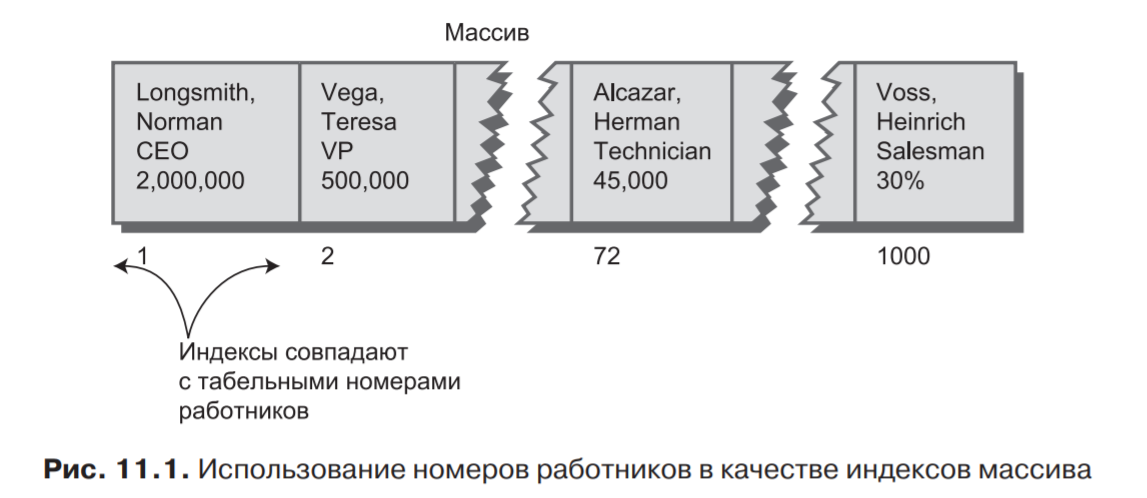 Массив
Longsmith,
Norman
CEO
2,000,000
Vega,
Teresa
VP
500,000
Alcazar,
Herman
Technician
45,000
Voss,
Heinrich
Salesman
30%
1
2
72
1000
Индексы совпадают
с табельными номерами
работников
Рис. 11.1. Использование номеров работников в качестве индексов массива